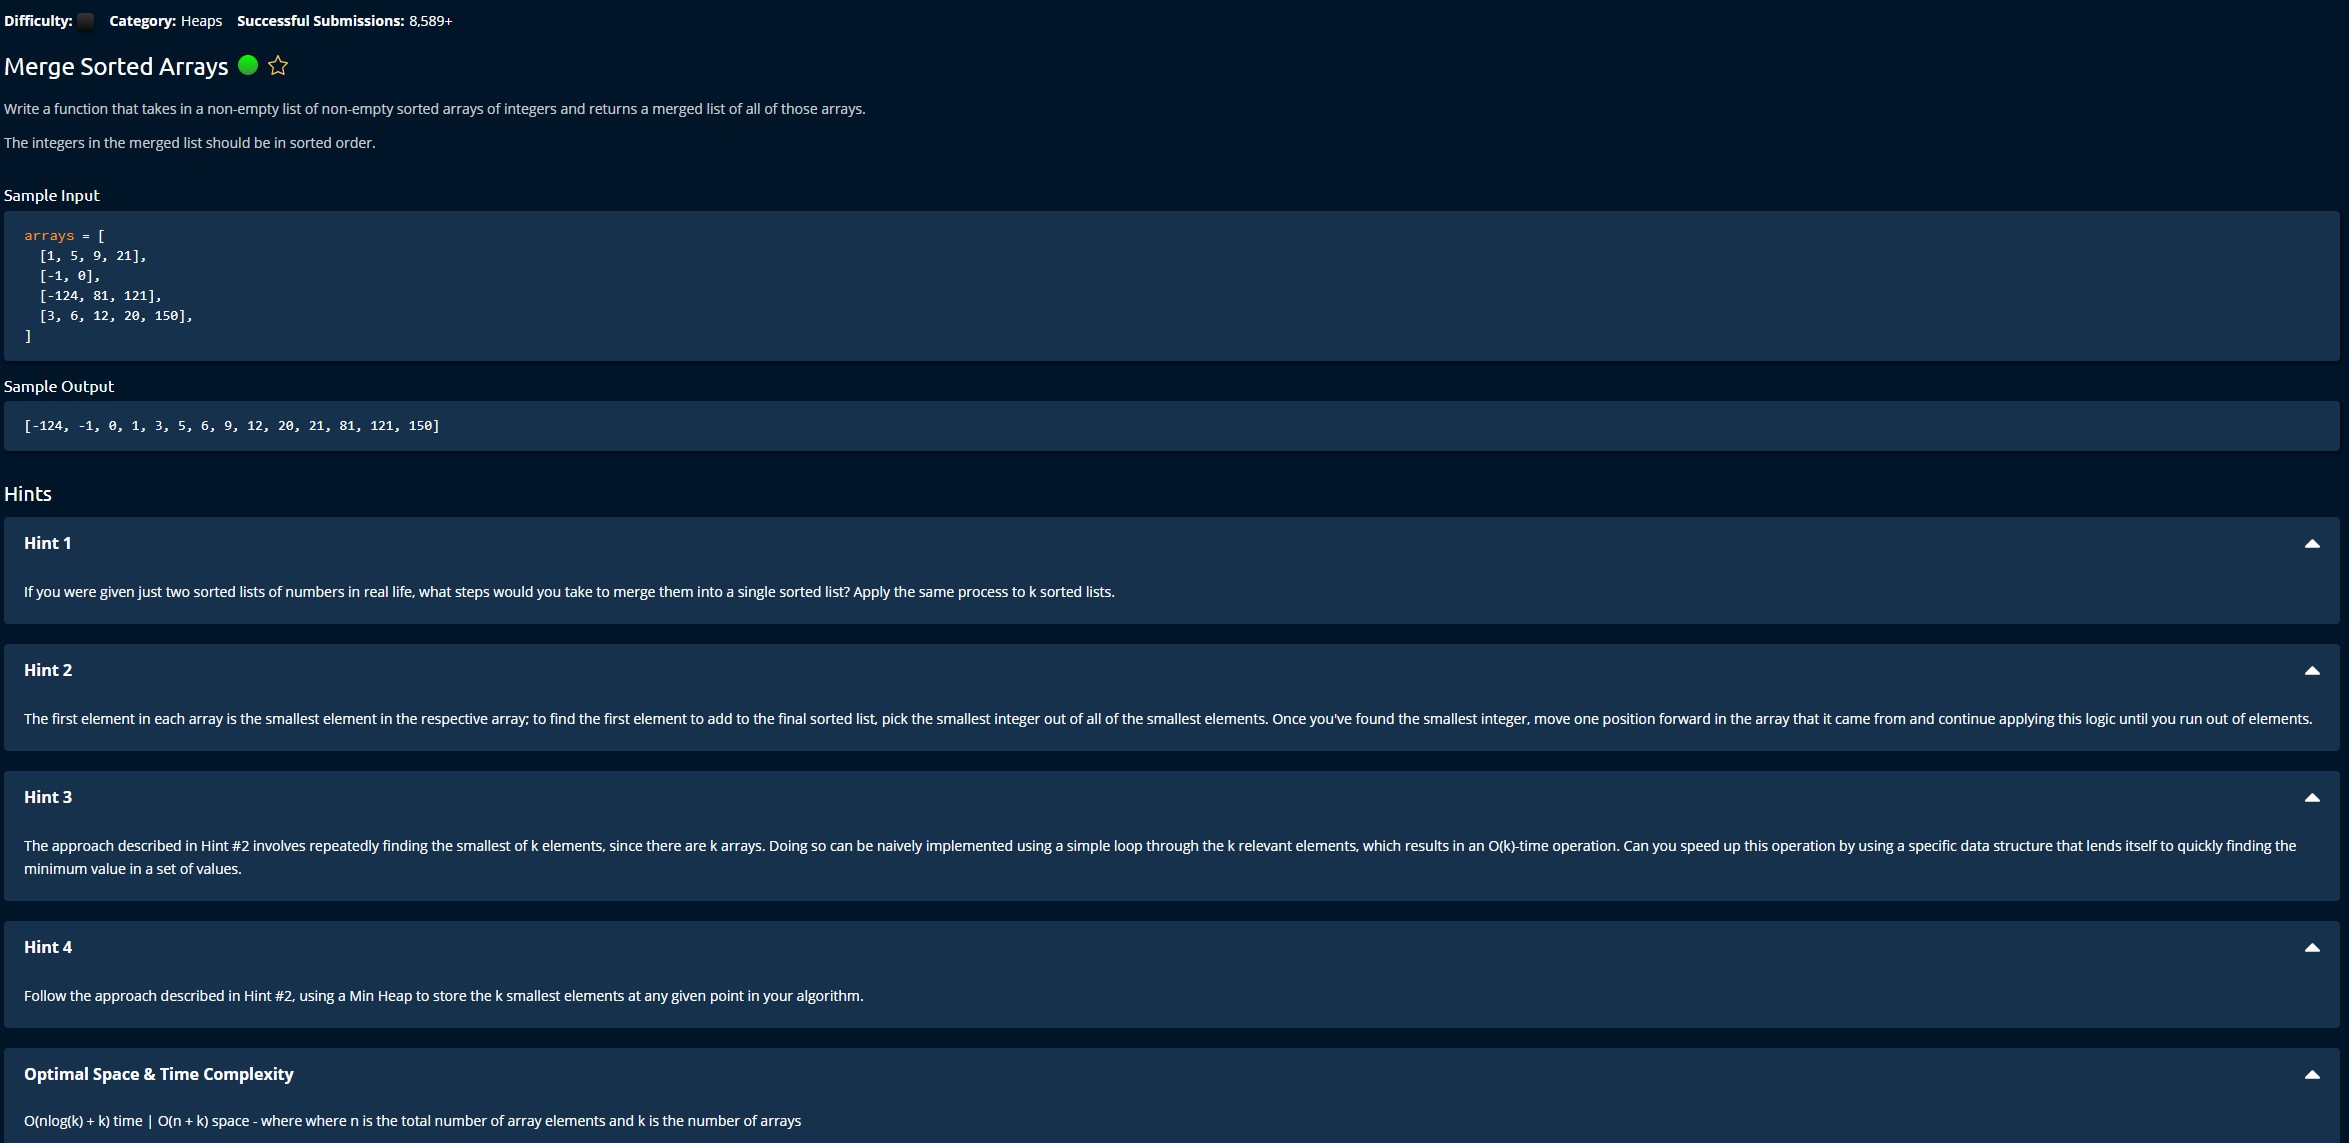 Difficulty: Category: Heaps Successful Submissions: 8,589+
Merge Sorted Arrays
Write a function that takes in a non-empty list of non-empty sorted arrays of integers and returns a merged list of all of those arrays.
The integers in the merged list should be in sorted order.
Sample Input
arrays = [
  [1, 5, 9, 21],
  [-1, 0],
  [-124, 81, 121],
  [3, 6, 12, 20, 150],
]
Sample Output
[-124, -1, 0, 1, 3, 5, 6, 9, 12, 20, 21, 81, 121, 150]
Hints
Hint 1
If you were given just two sorted lists of numbers in real life, what steps would you take to merge them into a single sorted list? Apply the same process to k sorted lists.
Hint 2
The first element in each array is the smallest element in the respective array; to find the first element to add to the final sorted list, pick the smallest integer out of all of the smallest elements. Once you've found the smallest integer, move one position forward in the array that it came from and continue applying this logic until you run out of elements.
Hint 3
The approach described in Hint #2 involves repeatedly finding the smallest of k elements, since there are k arrays. Doing so can be naively implemented using a simple loop through the k relevant elements, which results in an O(k)-time operation. Can you speed up this operation by using a specific data structure that lends itself to quickly finding the
minimum value in a set of values.
Hint 4
Follow the approach described in Hint #2, using a Min Heap to store the k smallest elements at any given point in your algorithm.
Optimal Space & Time Complexity
O(nlog(k) + k) time | O(n + k) space - where where n is the total number of array elements and k is the number of arrays